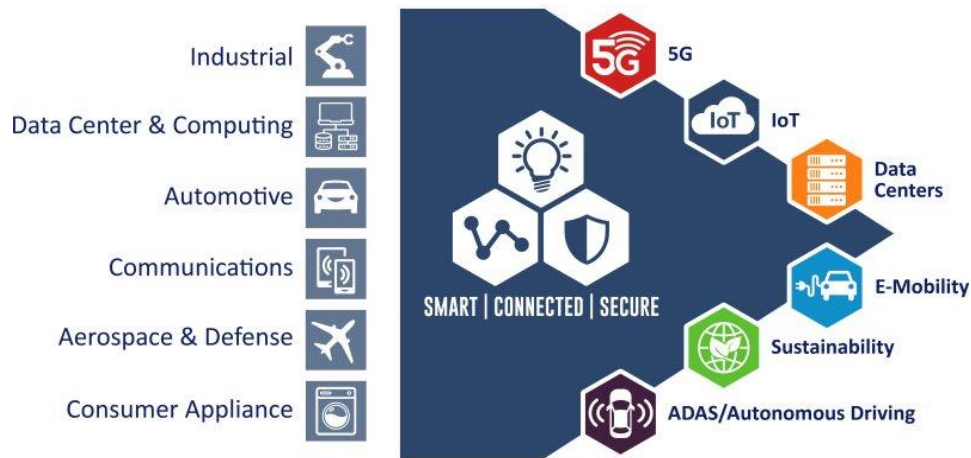 Industrial
Data Center & Computing
Automotive
Communications
Aerospace & Defense
Consumer Appliance
SMART | CONNECTED | SECURE
5G
5G
IoT
IoT
Data
Centers
E-Mobility
Sustainability
ADAS/Autonomous Driving